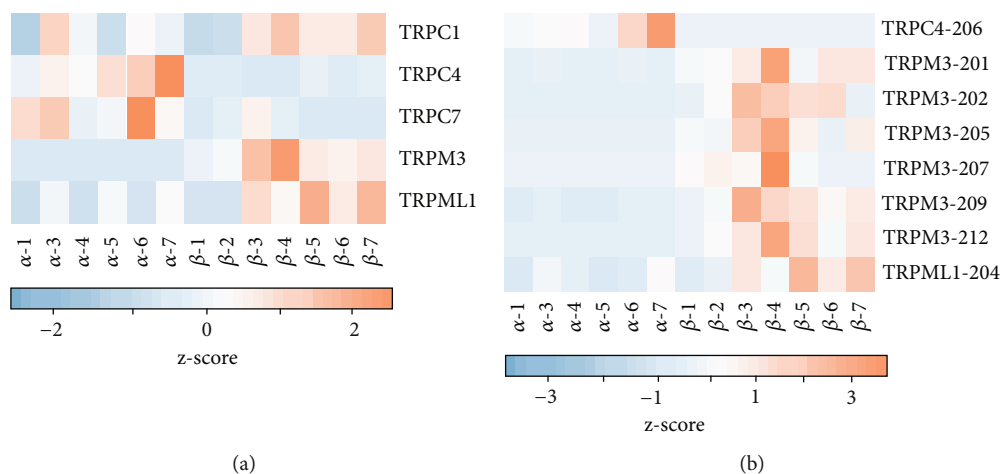 TRPC1
TRPC4
TRPC7
TRPM3
TRPML1
α-1 α-3 α-4 α-5 α-6 α-7 β-1 β-2 β-3 β-4 β-5 β-6 β-7
−2 0 2
z-score
(a)
TRPC4-206
TRPM3-201
TRPM3-202
TRPM3-205
TRPM3-207
TRPM3-209
TRPM3-212
TRPML1-204
α-1 α-3 α-4 α-5 α-6 α-7 β-1 β-2 β-3 β-4 β-5 β-6 β-7
−3 −1 1 3
z-score
(b)